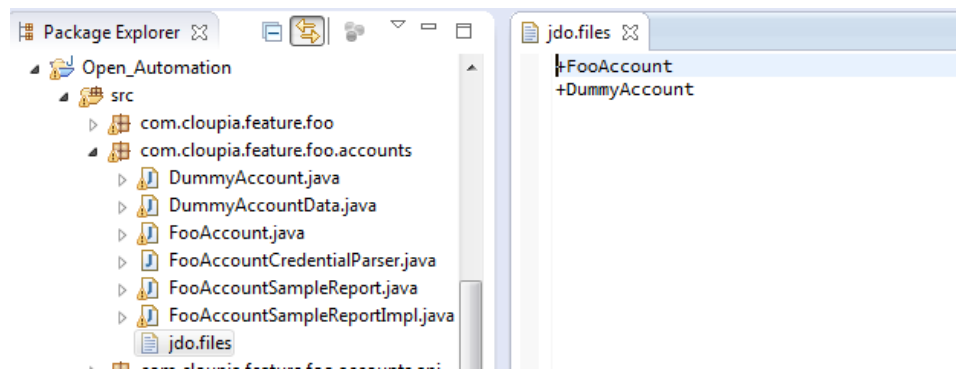 Package Explorer
Open_Automation
src
com.cloupia.feature.foo
com.cloupia.feature.foo.accounts
DummyAccount.java
DummyAccountData.java
FooAccount.java
FooAccountCredentialParser.java
FooAccountSampleReport.java
FooAccountSampleReportImpl.java
jdo.files
jdo.files
+FooAccount
+DummyAccount